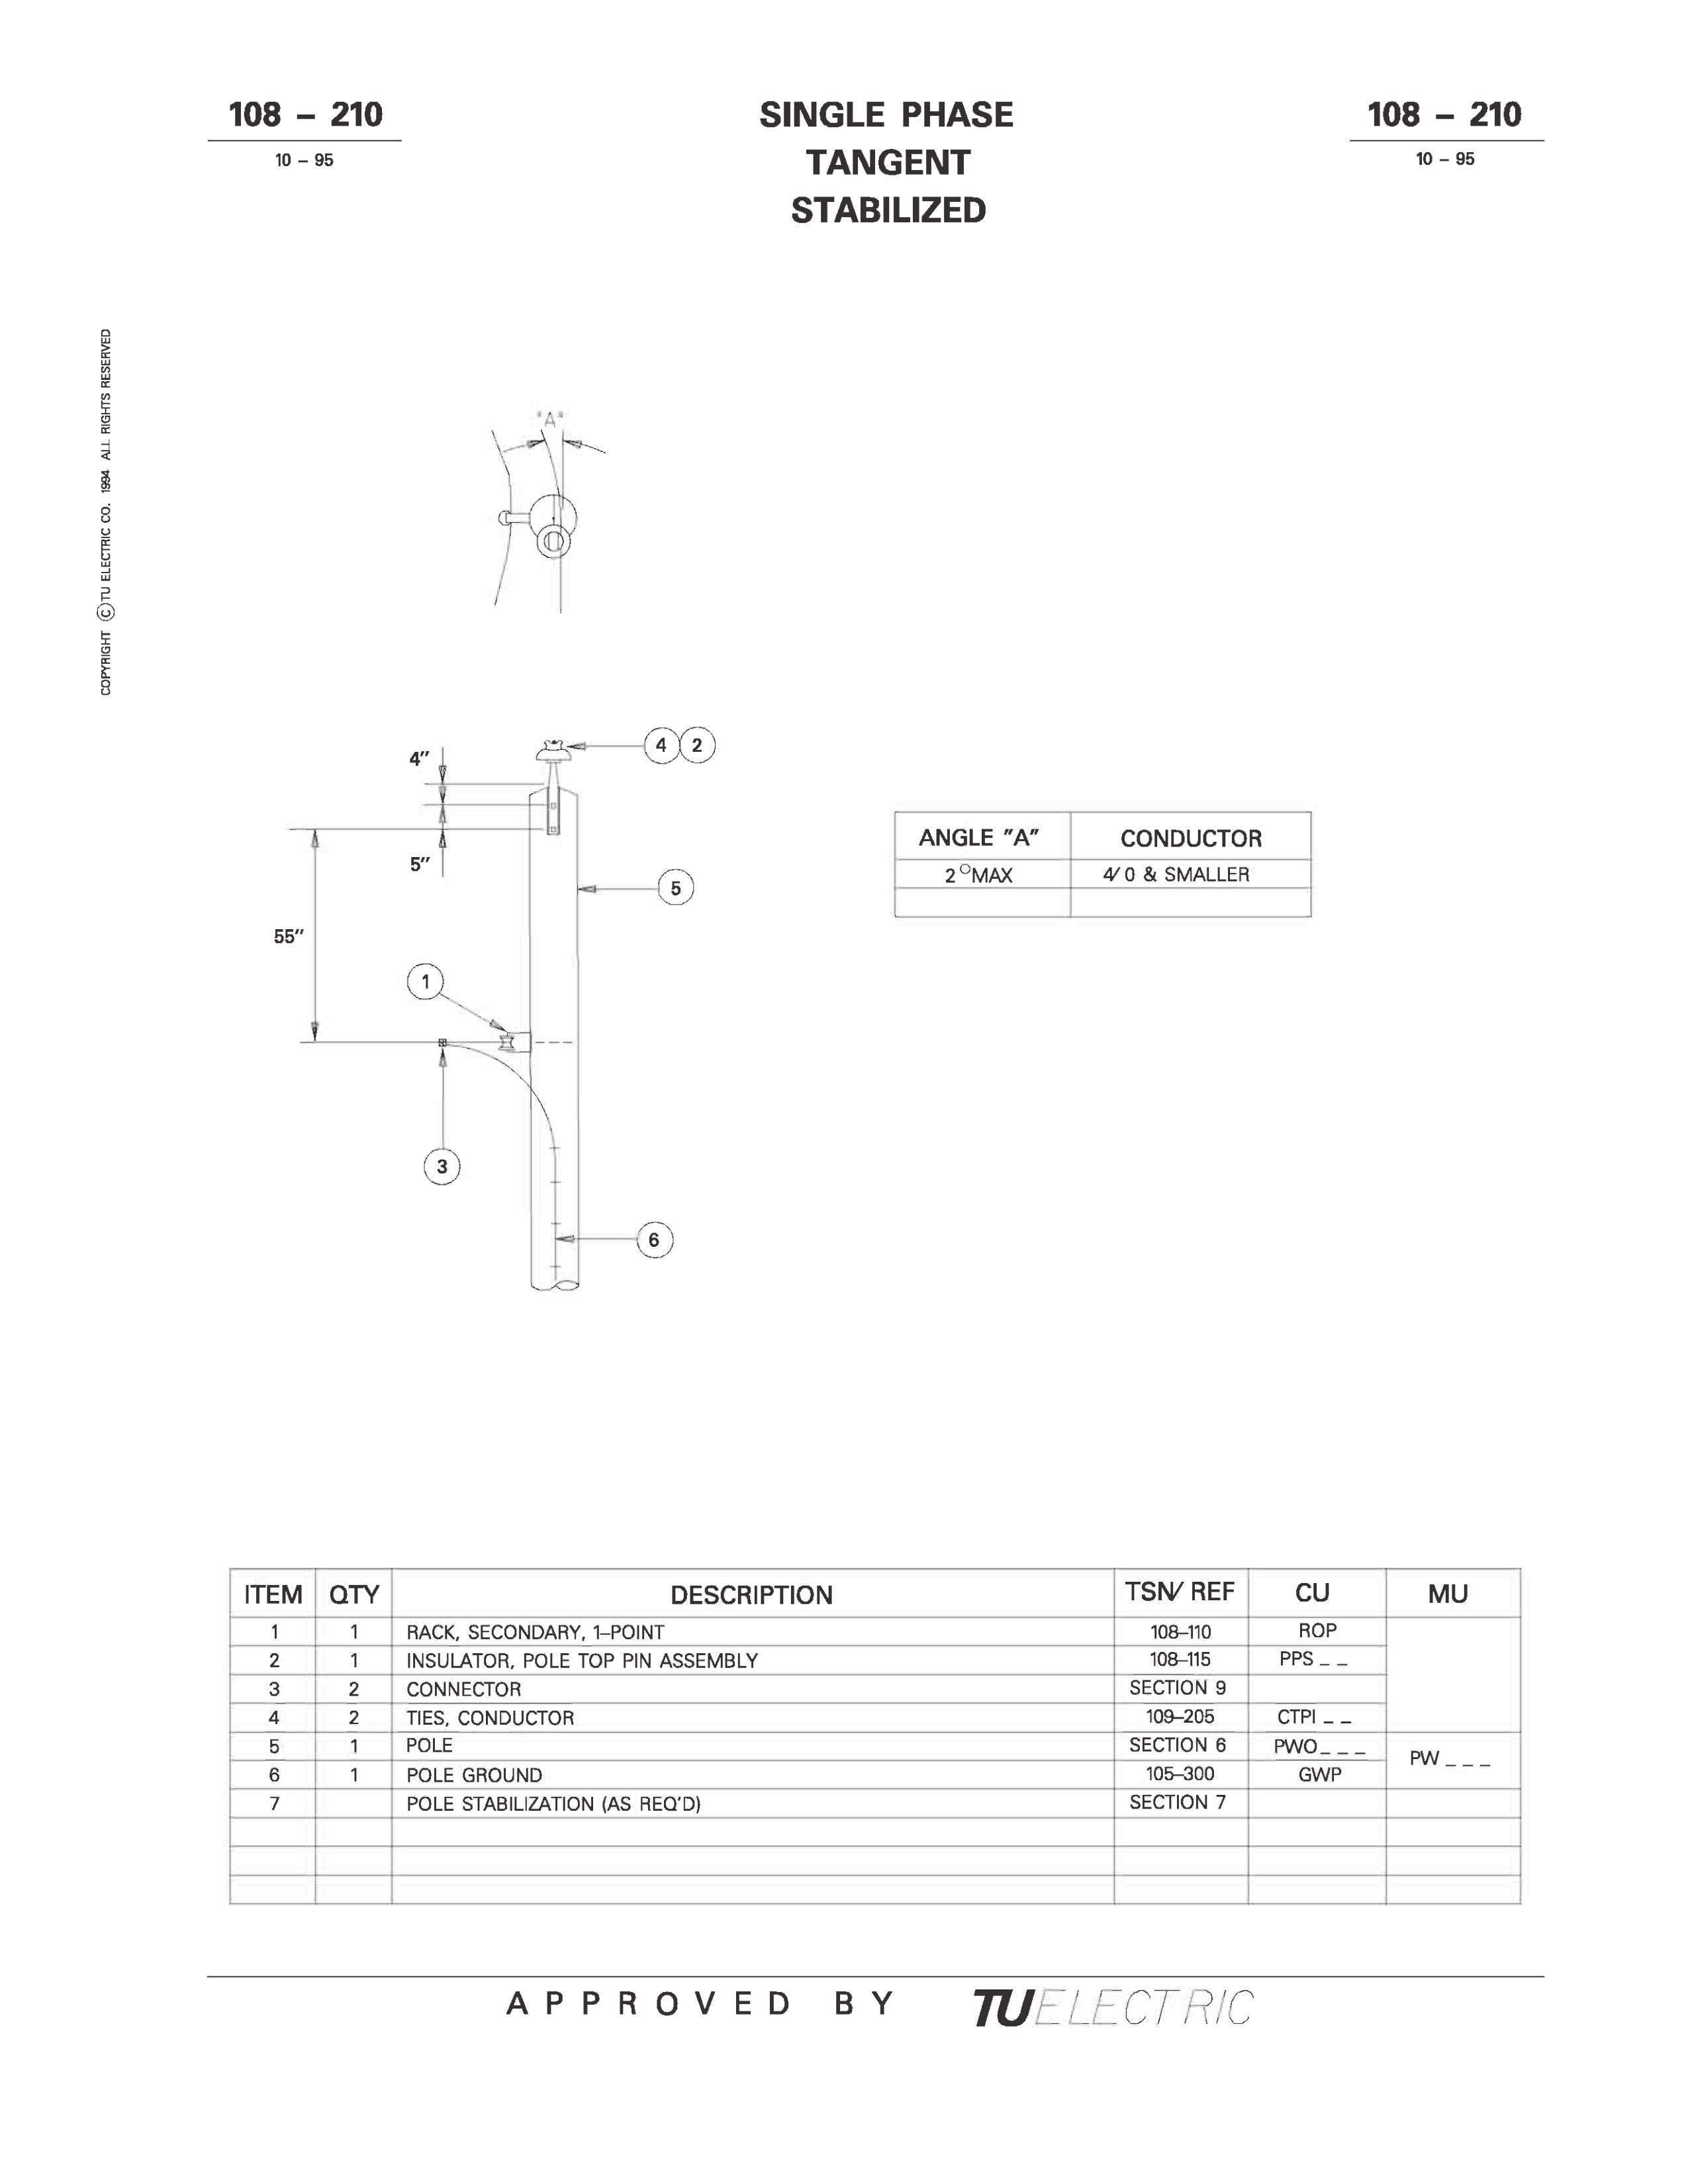 108 – 210
10 – 95
SINGLE PHASE
TANGENT
STABILIZED
108 – 210
10 – 95
COPYRIGHT ©TU ELECTRIC CO. 1994 ALL RIGHTS RESERVED
"A"
4"
4 2
5"
5
55"
1
3
6
ANGLE "A" CONDUCTOR
2°MAX 4/0 & SMALLER
ITEM QTY DESCRIPTION TSN/REF CU MU
1 1 RACK, SECONDARY, 1–POINT 108–110 ROP
2 1 INSULATOR, POLE TOP PIN ASSEMBLY 108–115 PPS _ _
3 2 CONNECTOR SECTION 9
4 2 TIES, CONDUCTOR 109–205 CTPI _ _
5 1 POLE SECTION 6 PWO_ _ _ PW _ _ _
6 1 POLE GROUND 105–300 GWP
7 POLE STABILIZATION (AS REQ'D) SECTION 7
APPROVED BY TU ELECTRIC